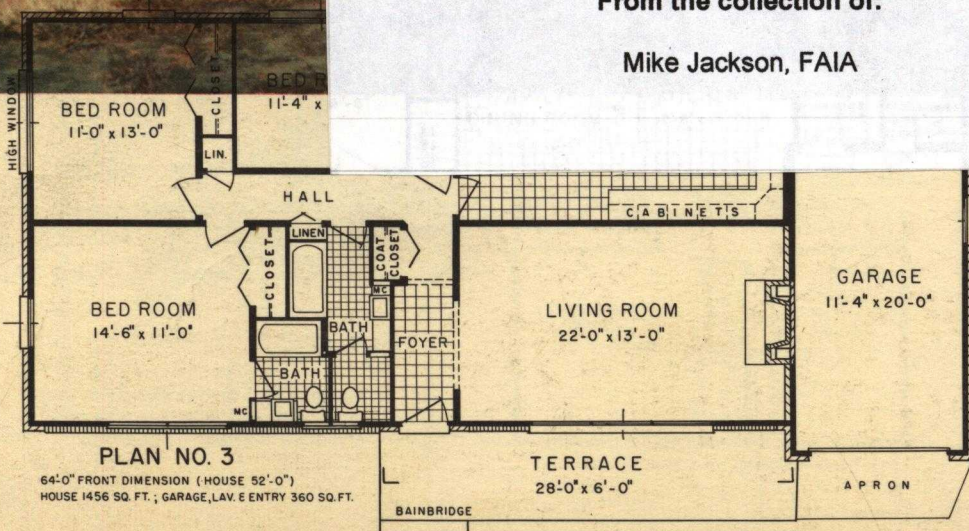 From the collection of:
Mike Jackson, FAIA
HIGH WINDOW
BED ROOM
11'-0" x 13'-0"
CLOSET
LIN.
BED R
11'-4" x
HALL
CABINETS
LINEN
CLOSET
COAT
CLOSET
MC
BED ROOM
14'-6" x 11'-0"
BATH
BATH
MC
FOYER
LIVING ROOM
22'-0" x 13'-0"
GARAGE
11'-4" x 20'-0"
PLAN NO. 3
64'-0" FRONT DIMENSION (HOUSE 52'-0")
HOUSE 1456 SQ. FT. ; GARAGE, LAV. & ENTRY 360 SQ. FT.
TERRACE
28'-0" x 6'-0"
APRON
BAINBRIDGE